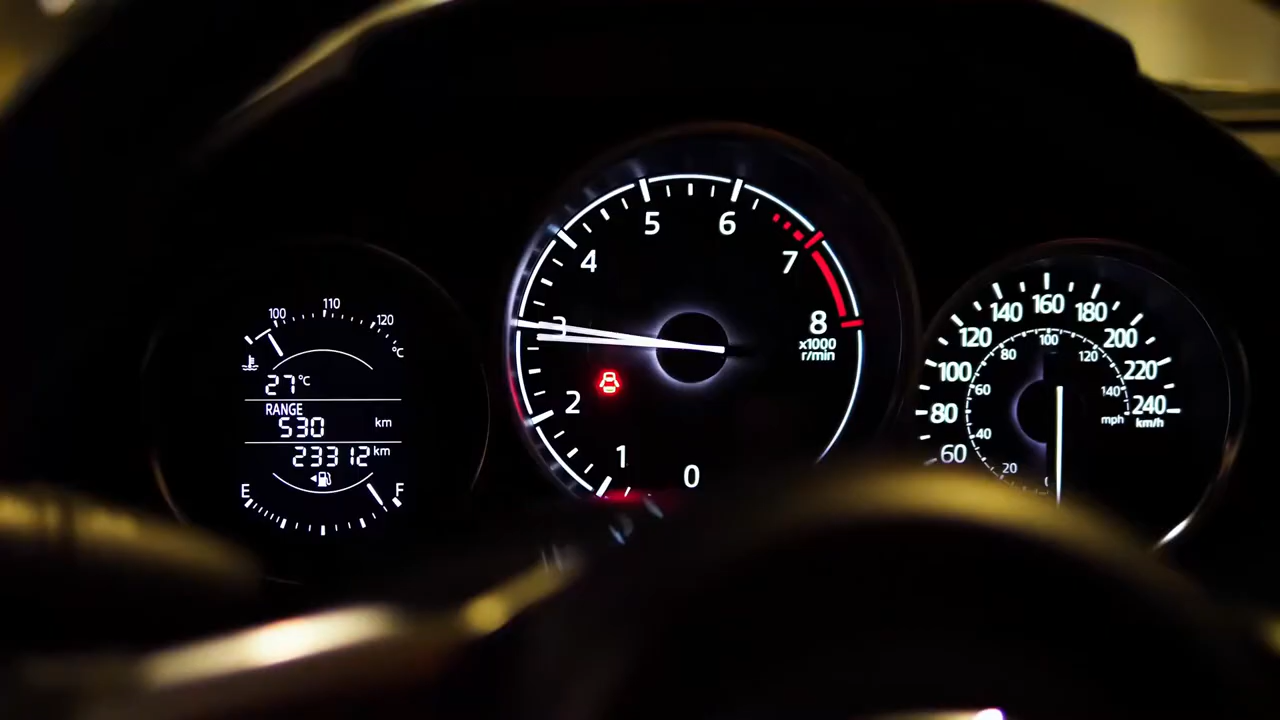 100 110 120
°C
27°C
RANGE
530 km
23312 km
E F
0 1 2 3 4 5 6 7 8
x1000
r/min
60 80 100 120 140 160 180 200 220 240
km/h
0 20 40 60 80 100 120 140
mph